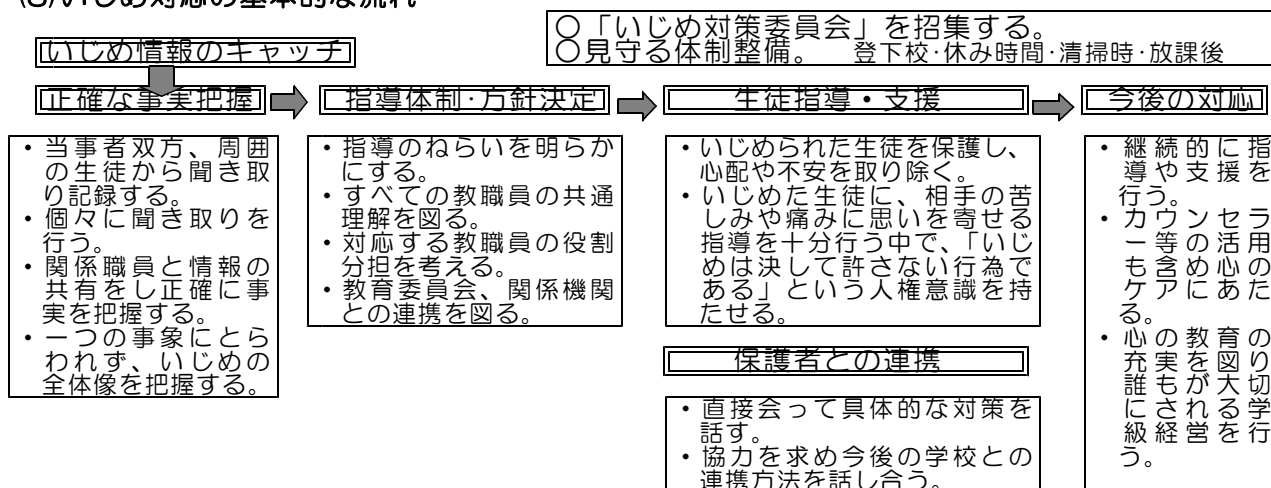 (3)いじめ対応の基本的な流れ
○「いじめ対策委員会」を招集する。
○見守る体制整備。 登下校・休み時間・清掃時・放課後
いじめ情報のキャッチ
正確な事実把握
・当事者双方、周囲
の生徒から聞き取
り記録する。
・個々に聞き取りを
行う。
・関係職員と情報の
共有をし正確に事
実を把握する。
・一つの事象にとら
われず、いじめの
全体像を把握する。
指導体制・方針決定
・指導のねらいを明らか
にする。
・すべての教職員の共通
理解を図る。
・対応する教職員の役割
分担を考える。
・教育委員会、関係機関
との連携を図る。
生徒指導・支援
・いじめられた生徒を保護し、
心配や不安を取り除く。
・いじめた生徒に、相手の苦
しみや痛みに思いを寄せる
指導を十分行う中で、「いじ
めは決して許さない行為で
ある」という人権意識を持
たせる。
保護者との連携
・直接会って具体的な対策を
話す。
・協力を求め今後の学校との
連携方法を話し合う。
今後の対応
・継続的に指
導や支援を
行う。
・カウンセラ
ー等の活用
も含め心の
ケアにあた
る。
・心の教育の
充実を図り
誰もが大切
にされる学
級経営を行
う。